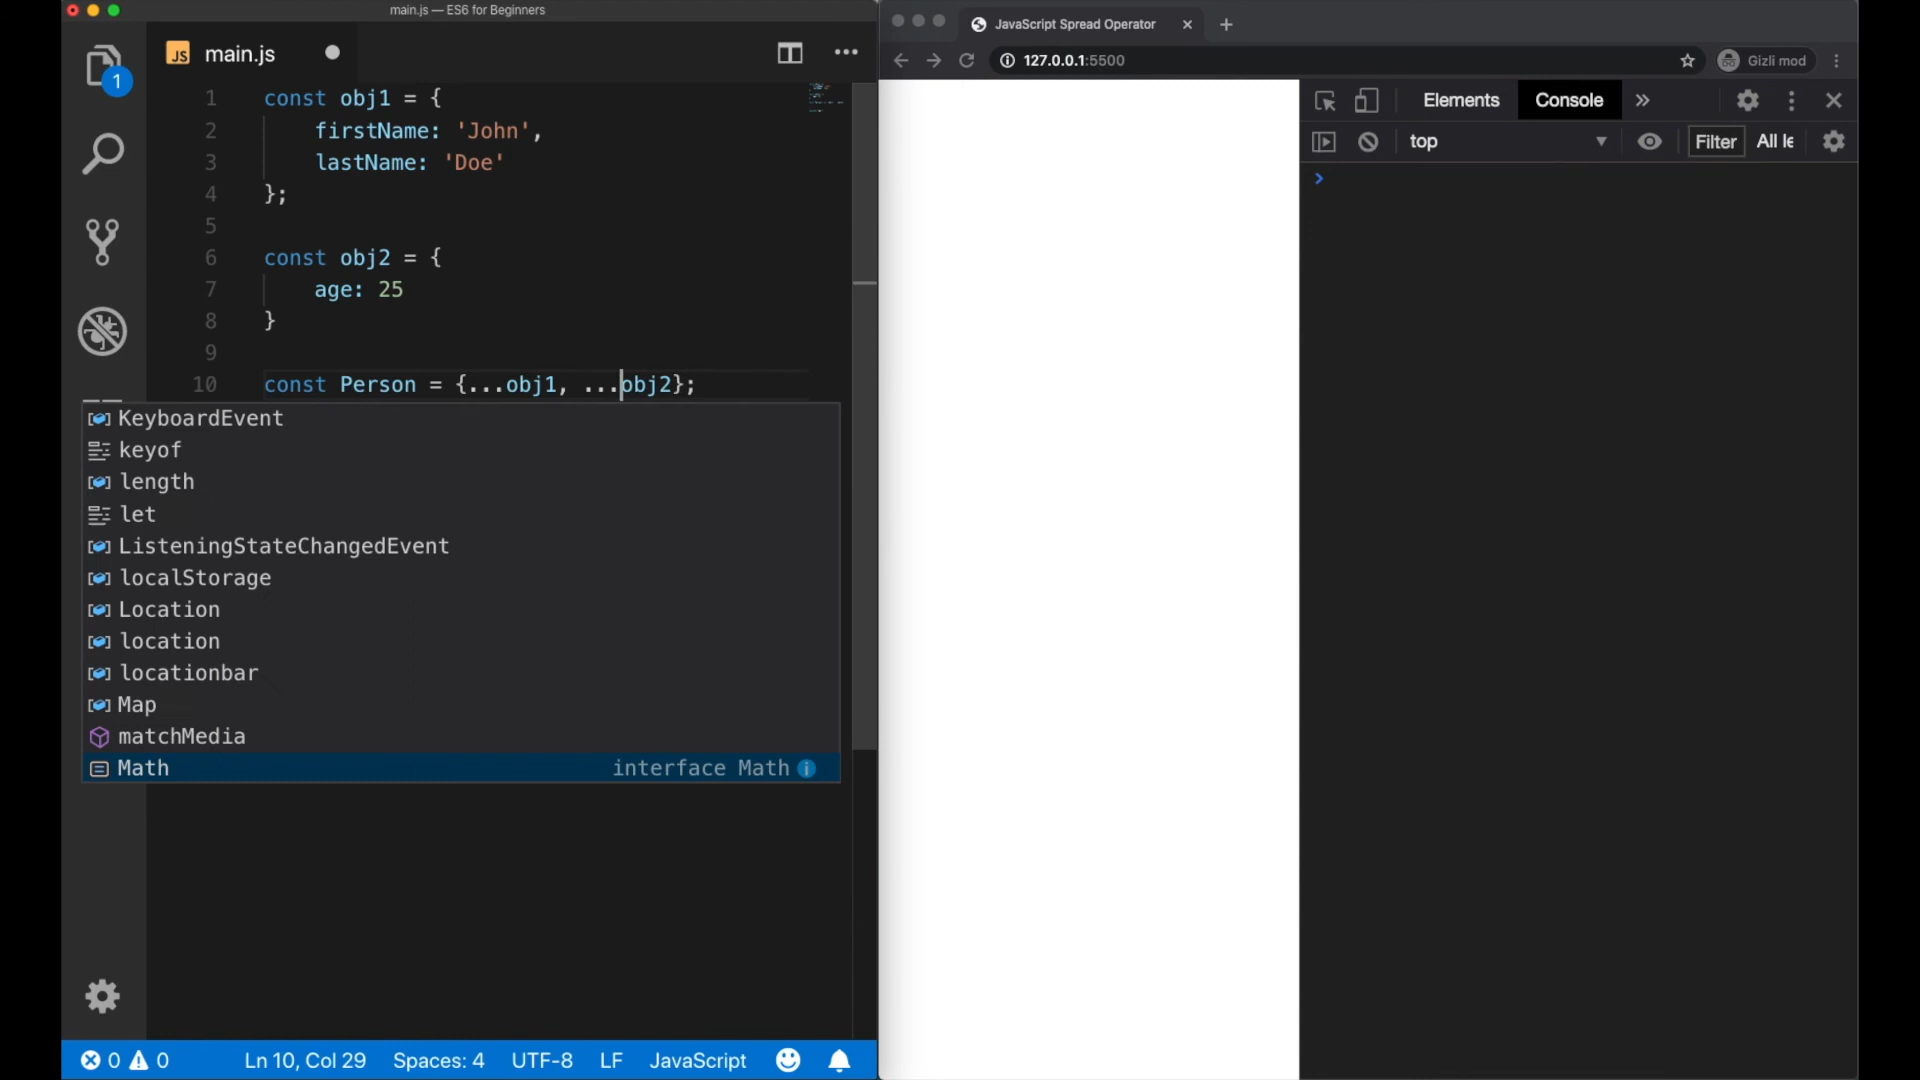 main.js — ES6 for Beginners
1
JS main.js
1 const obj1 = {
2 firstName: 'John',
3 lastName: 'Doe'
4 };
5
6 const obj2 = {
7 age: 25
8 }
9
10 const Person = {...obj1, ...obj2};
KeyboardEvent
keyof
length
let
ListeningStateChangedEvent
localStorage
Location
location
locationbar
Map
matchMedia
Math interface Math
0 0 Ln 10, Col 29 Spaces: 4 UTF-8 LF JavaScript
JavaScript Spread Operator
127.0.0.1:5500 Gizli mod
Elements Console
top Filter All le